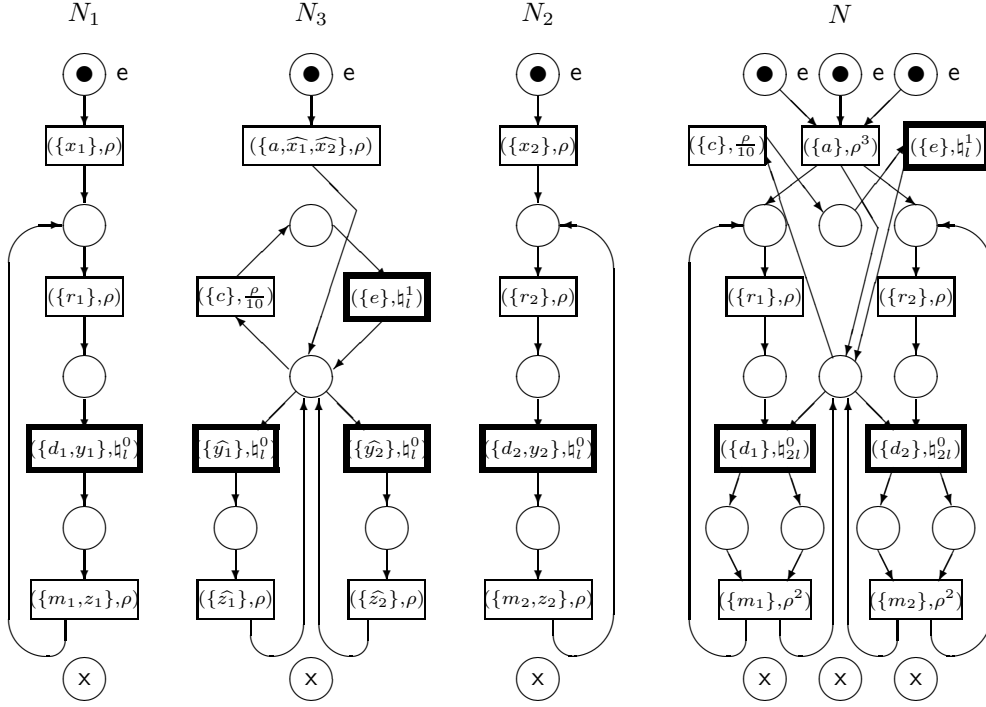 N₁ N₃ N₂ N
e e e e e e
({x₁},ρ) ({a,x̂₁,x̂₂},ρ) ({x₂},ρ) ({c},ρ/10) ({a},ρ³) ({e},♮ₗ¹)
({r₁},ρ) ({c},ρ/10) ({e},♮ₗ¹) ({r₂},ρ) ({r₁},ρ) ({r₂},ρ)
({d₁,y₁},♮ₗ⁰) ({ŷ₁},♮ₗ⁰) ({ŷ₂},♮ₗ⁰) ({d₂,y₂},♮ₗ⁰) ({d₁},♮₂ₗ⁰) ({d₂},♮₂ₗ⁰)
({m₁,z₁},ρ) ({ẑ₁},ρ) ({ẑ₂},ρ) ({m₂,z₂},ρ) ({m₁},ρ²) ({m₂},ρ²)
x x x x x x